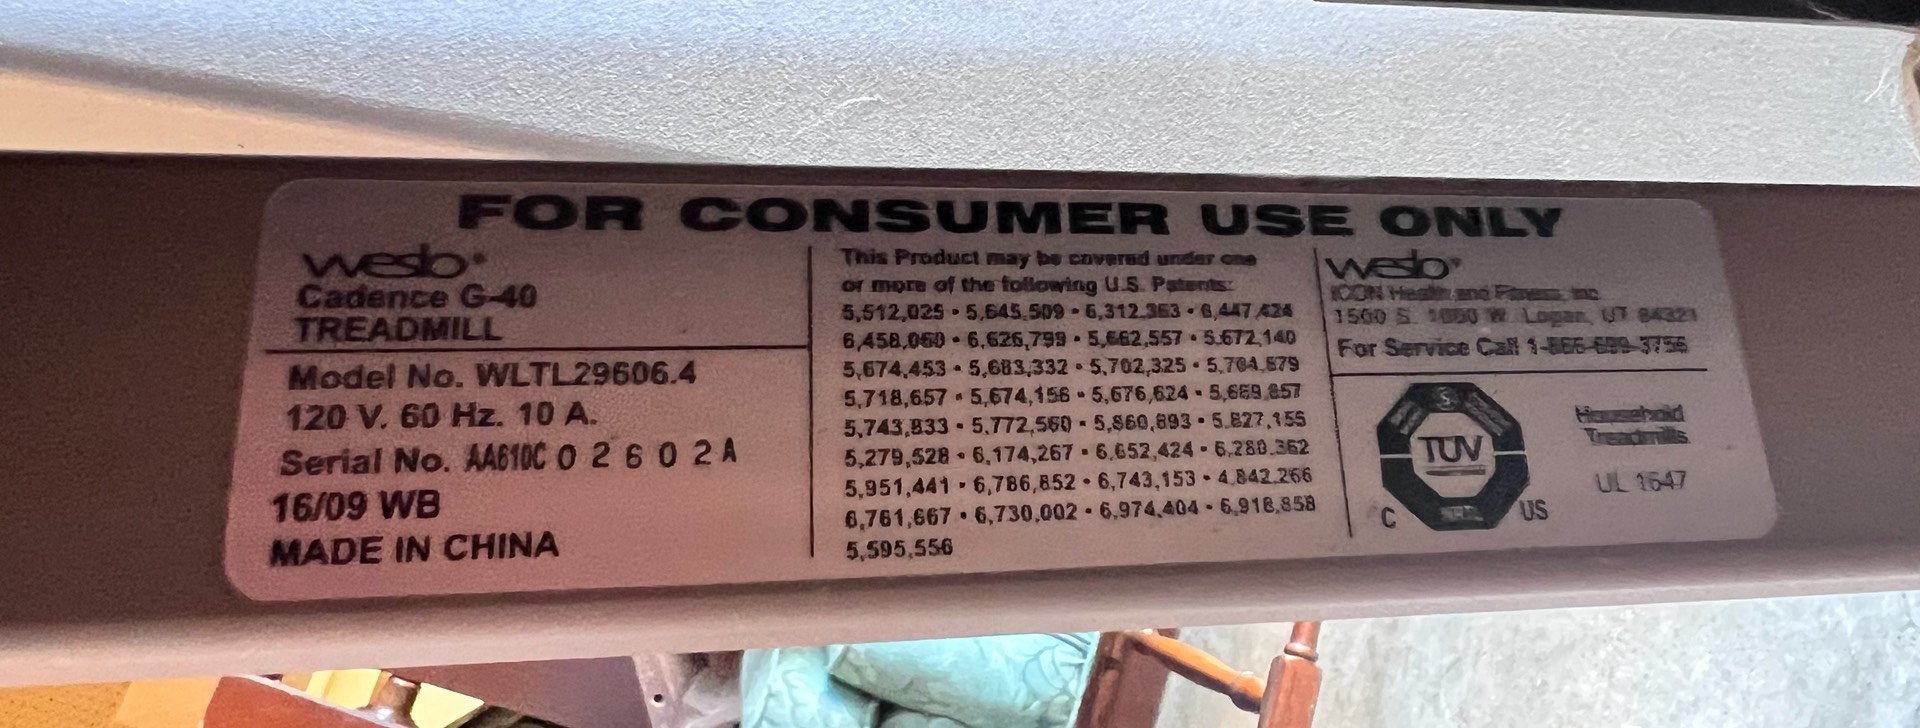 FOR CONSUMER USE ONLY
weslo®
Cadence G-40
TREADMILL
Model No. WLTL29606.4
120 V. 60 Hz. 10 A.
Serial No. AA610C 0 2 6 0 2 A
16/09 WB
MADE IN CHINA
This Product may be covered under one
or more of the following U.S. Patents:
5,512,025 • 5,645,509 • 6,312,363 • 6,447,424
6,458,060 • 6,626,799 • 5,662,557 • 5,672,140
5,674,453 • 5,683,332 • 5,702,325 • 5,704,879
5,718,657 • 5,674,156 • 5,676,624 • 5,669,857
5,743,833 • 5,772,560 • 5,860,893 • 5,827,155
5,279,528 • 6,174,267 • 6,652,424 • 6,280,362
5,951,441 • 6,786,852 • 6,743,153 • 4,842,266
6,761,667 • 6,730,002 • 6,974,404 • 6,918,858
5,595,556
weslo®
ICON Health and Fitness, Inc
1500 S. 1000 W. Logan, UT 84321
For Service Call 1-866-699-3756
TUV
C US
Household
Treadmills
UL 1647